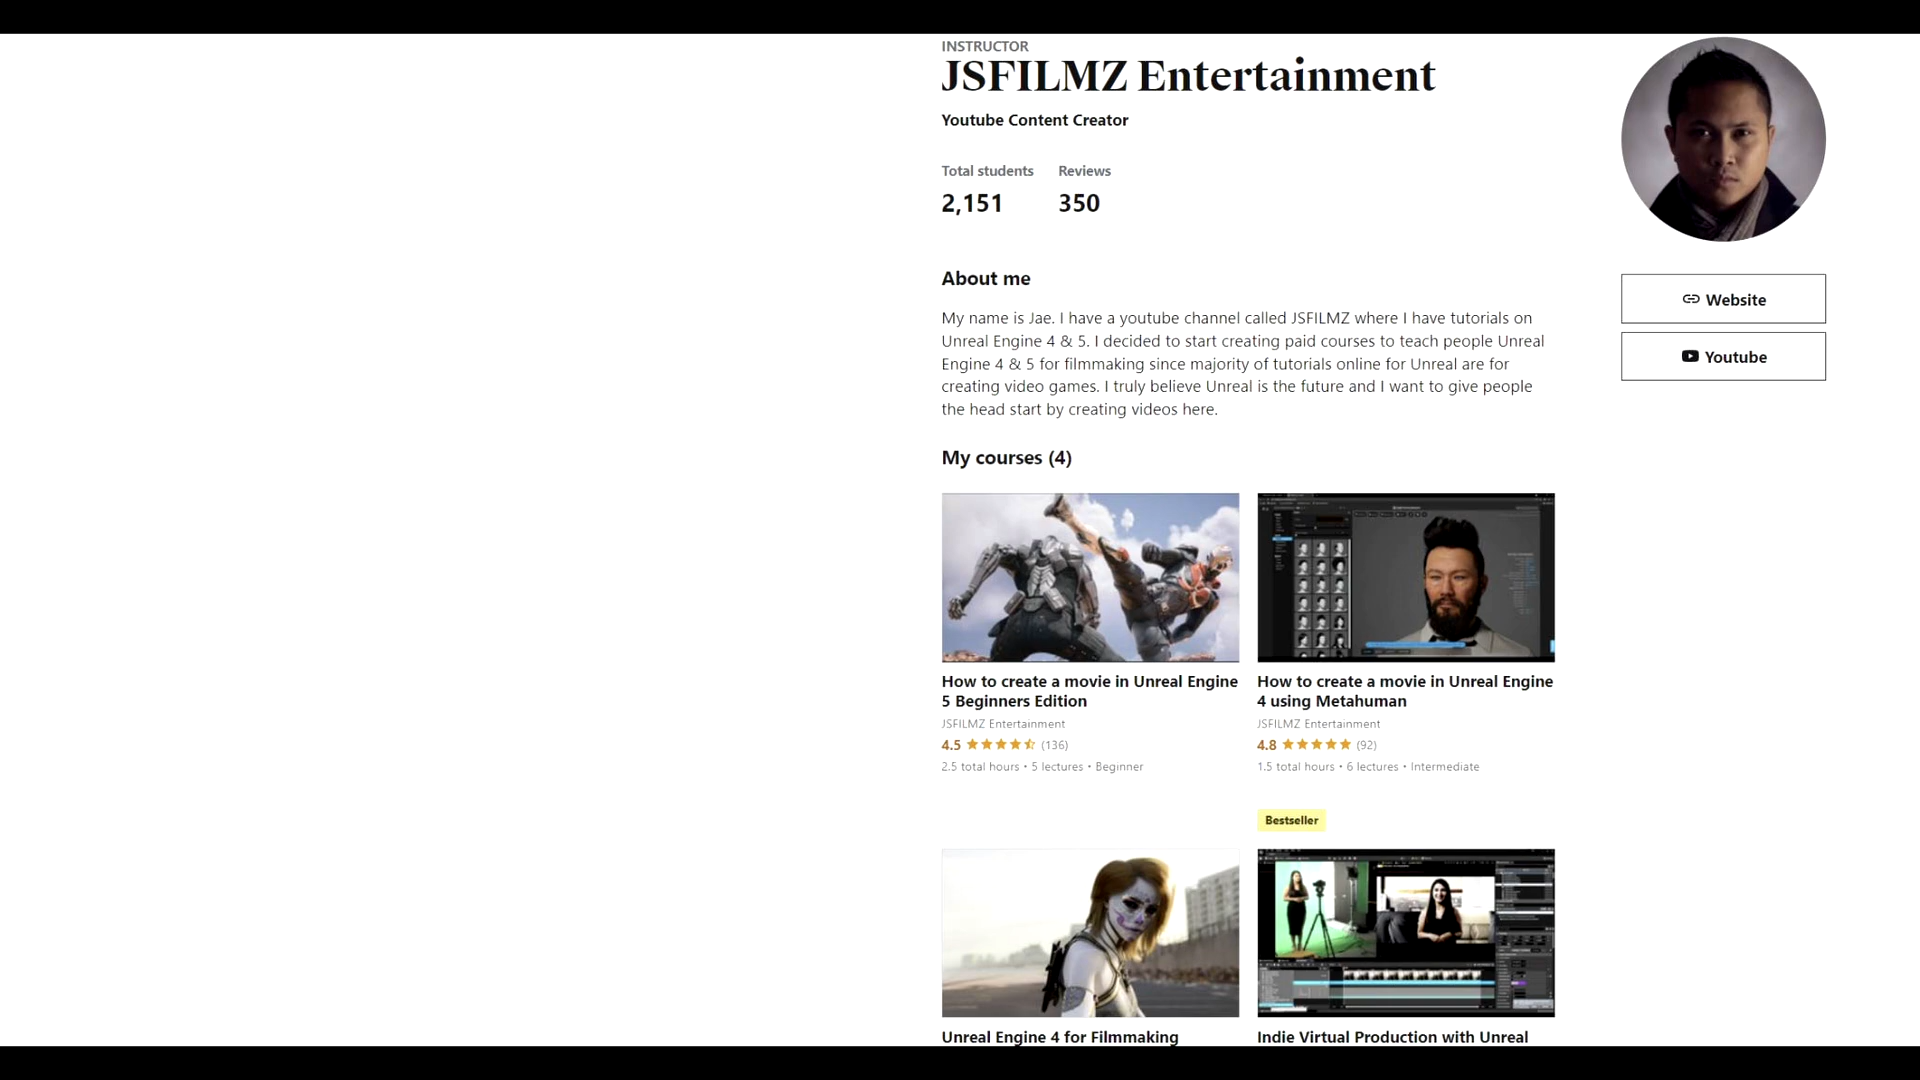 INSTRUCTOR
JSFILMZ Entertainment
Youtube Content Creator
Total students
Reviews
2,151
350
Website
Youtube
About me
My name is Jae. I have a youtube channel called JSFILMZ where I have tutorials on
Unreal Engine 4 & 5. I decided to start creating paid courses to teach people Unreal
Engine 4 & 5 for filmmaking since majority of tutorials online for Unreal are for
creating video games. I truly believe Unreal is the future and I want to give people
the head start by creating videos here.
My courses (4)
How to create a movie in Unreal Engine
5 Beginners Edition
JSFILMZ Entertainment
4.5 (136)
2.5 total hours • 5 lectures • Beginner
How to create a movie in Unreal Engine
4 using Metahuman
JSFILMZ Entertainment
4.8 (92)
1.5 total hours • 6 lectures • Intermediate
Bestseller
Unreal Engine 4 for Filmmaking
Indie Virtual Production with Unreal